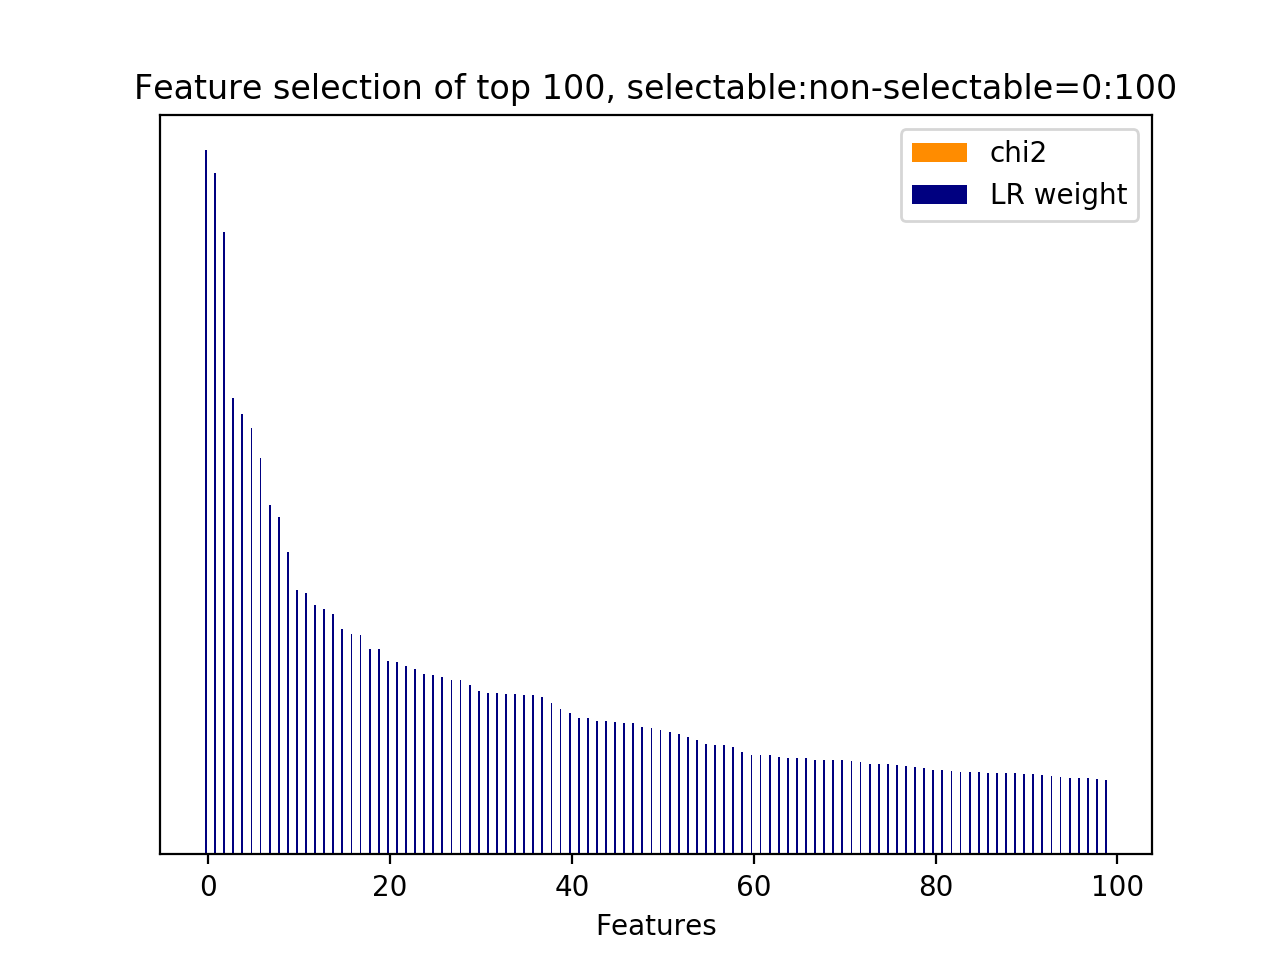 Feature selection of top 100, selectable:non-selectable=0:100
chi2
LR weight
0 20 40 60 80 100
Features